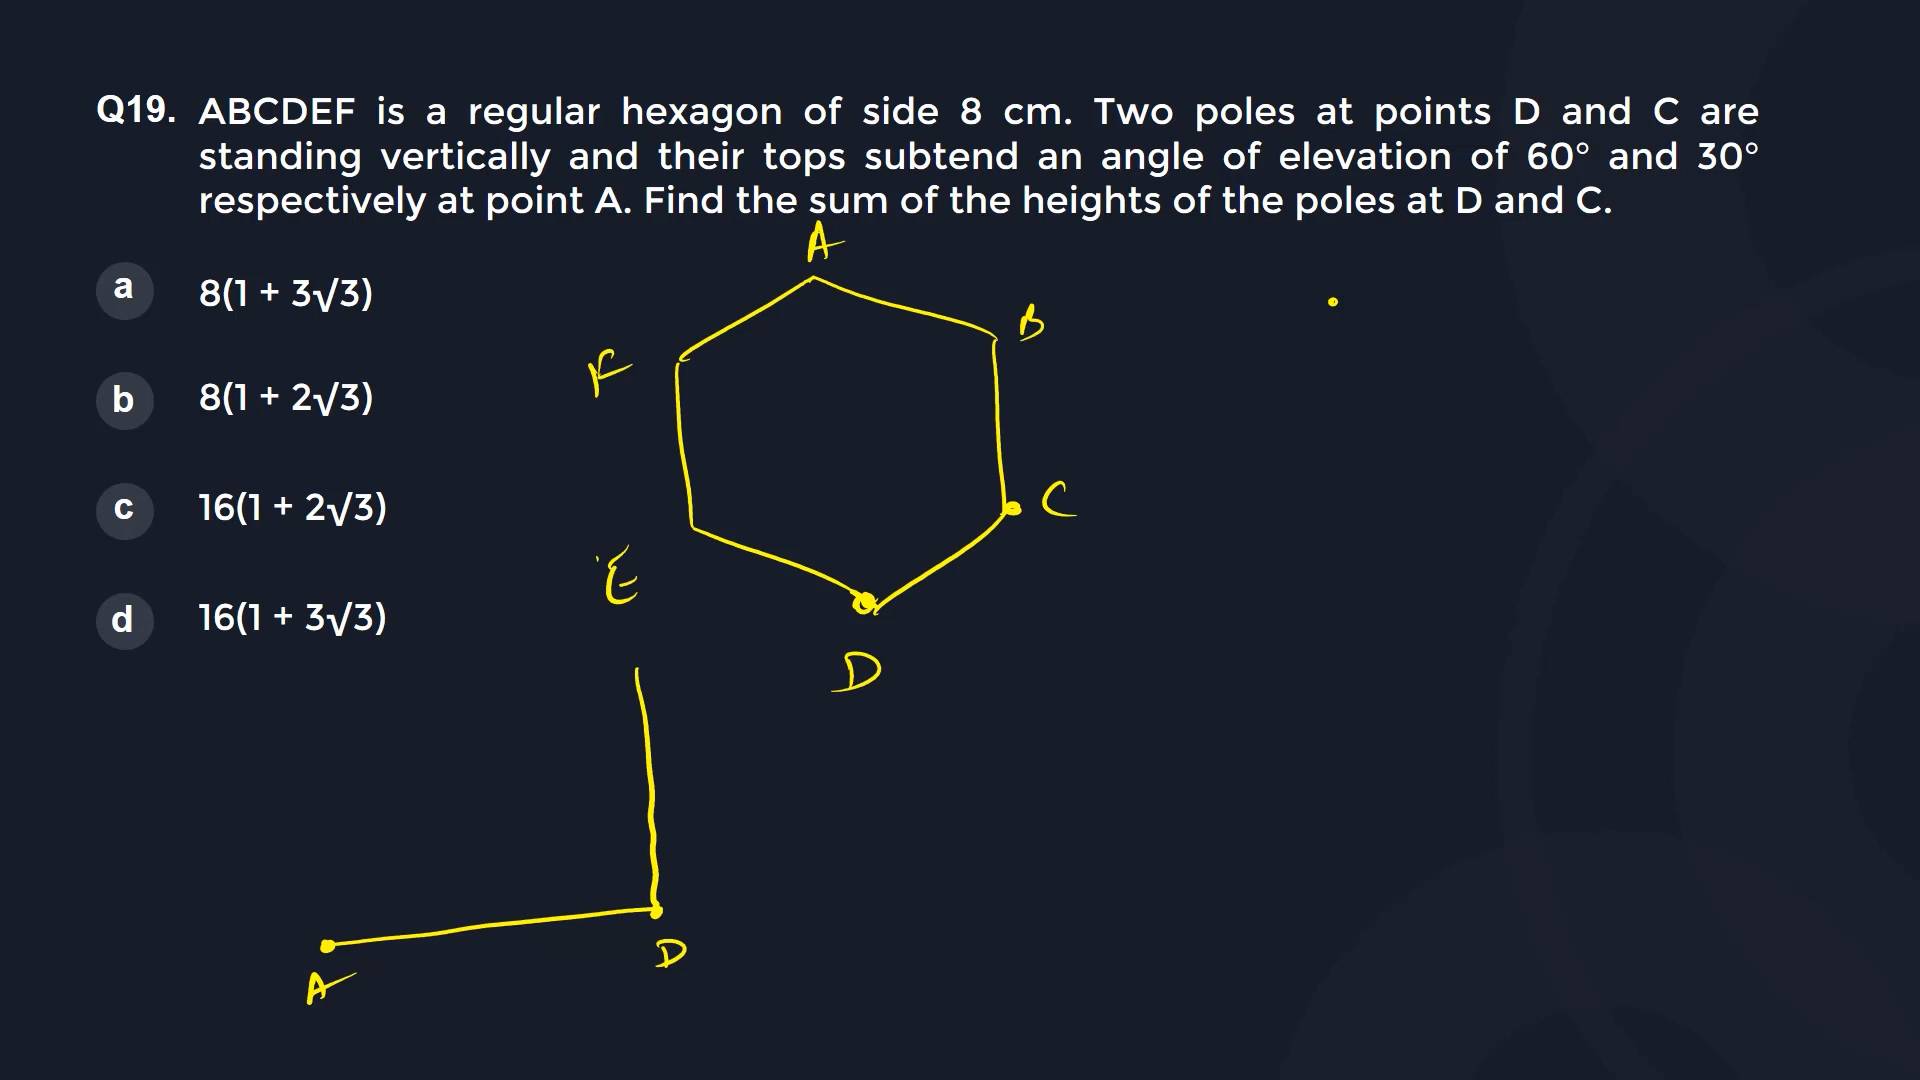 Q19. ABCDEF is a regular hexagon of side 8 cm. Two poles at points D and C are
standing vertically and their tops subtend an angle of elevation of 60° and 30°
respectively at point A. Find the sum of the heights of the poles at D and C.
a 8(1 + 3√3)
b 8(1 + 2√3)
c 16(1 + 2√3)
d 16(1 + 3√3)
A
B
F
C
E
D
D
A